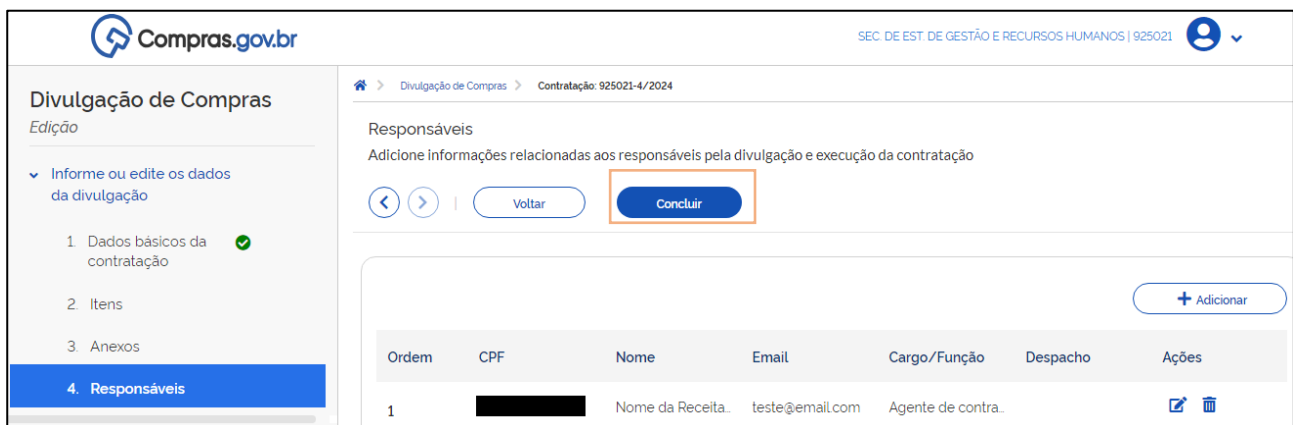 Compras.gov.br
SEC. DE EST. DE GESTÃO E RECURSOS HUMANOS | 925021
Divulgação de Compras
Edição
Informe ou edite os dados
da divulgação
1. Dados básicos da
contratação
2. Itens
3. Anexos
4. Responsáveis
Divulgação de Compras > Contratação: 925021-4/2024
Responsáveis
Adicione informações relacionadas aos responsáveis pela divulgação e execução da contratação
Voltar Concluir
+ Adicionar
Ordem CPF Nome Email Cargo/Função Despacho Ações
1 Nome da Receita... teste@email.com Agente de contra...